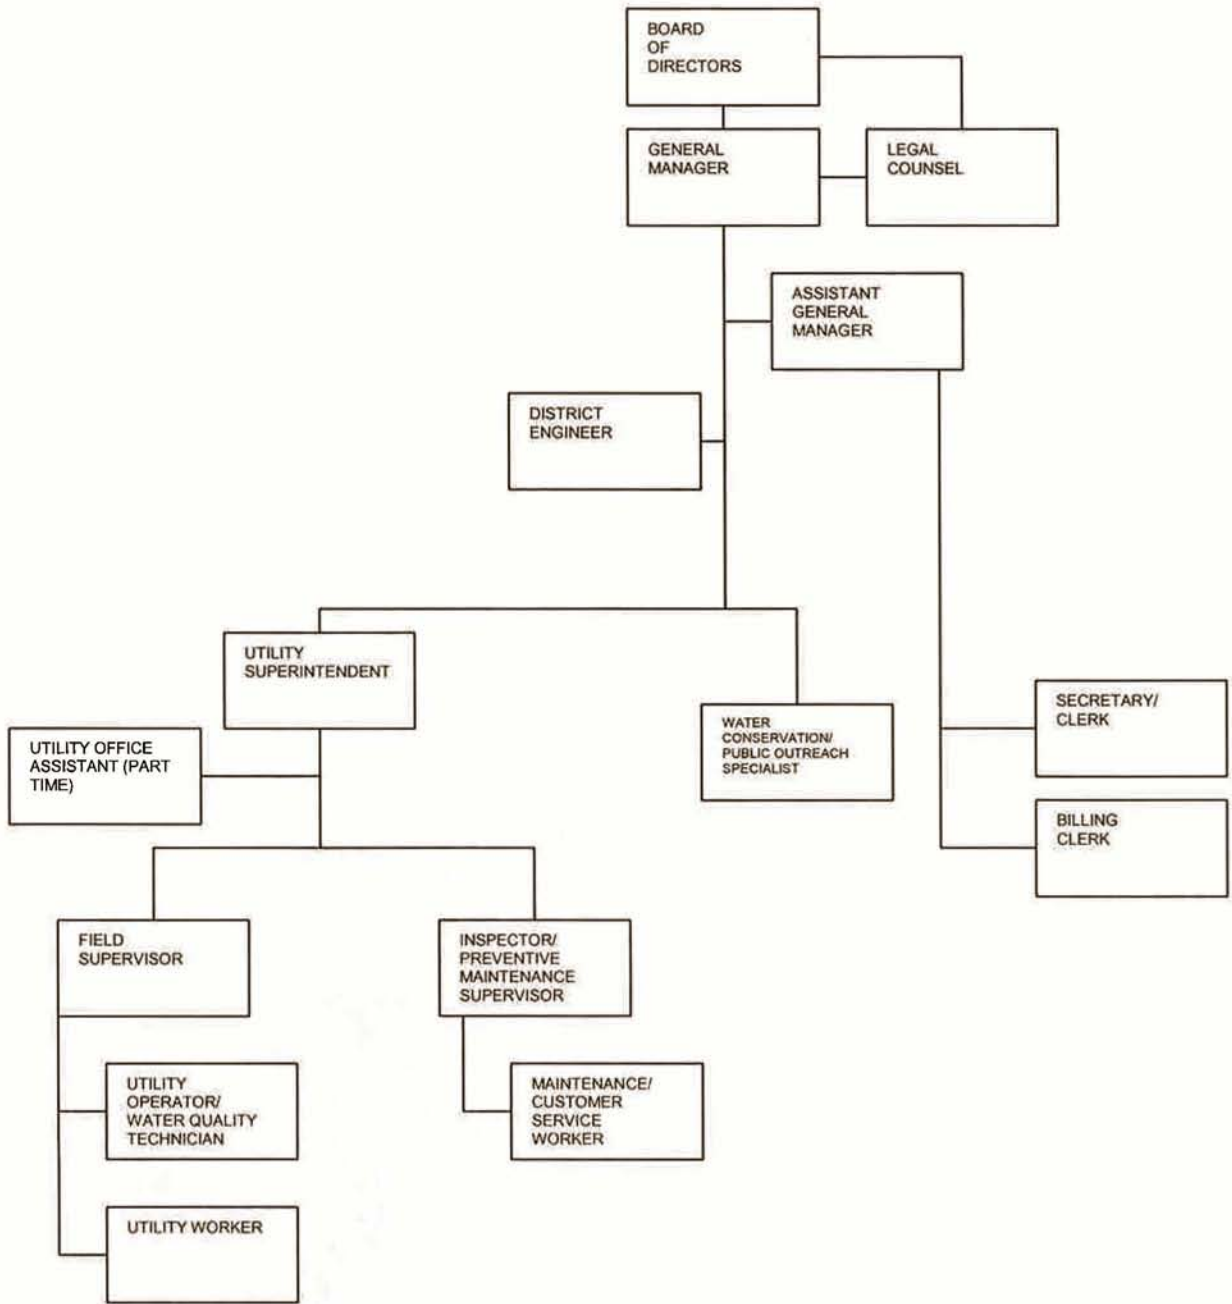 BOARD
OF
DIRECTORS
GENERAL
MANAGER
LEGAL
COUNSEL
ASSISTANT
GENERAL
MANAGER
DISTRICT
ENGINEER
UTILITY
SUPERINTENDENT
WATER
CONSERVATION/
PUBLIC OUTREACH
SPECIALIST
SECRETARY/
CLERK
UTILITY OFFICE
ASSISTANT (PART
TIME)
BILLING
CLERK
FIELD
SUPERVISOR
INSPECTOR/
PREVENTIVE
MAINTENANCE
SUPERVISOR
UTILITY
OPERATOR/
WATER QUALITY
TECHNICIAN
MAINTENANCE/
CUSTOMER
SERVICE
WORKER
UTILITY WORKER